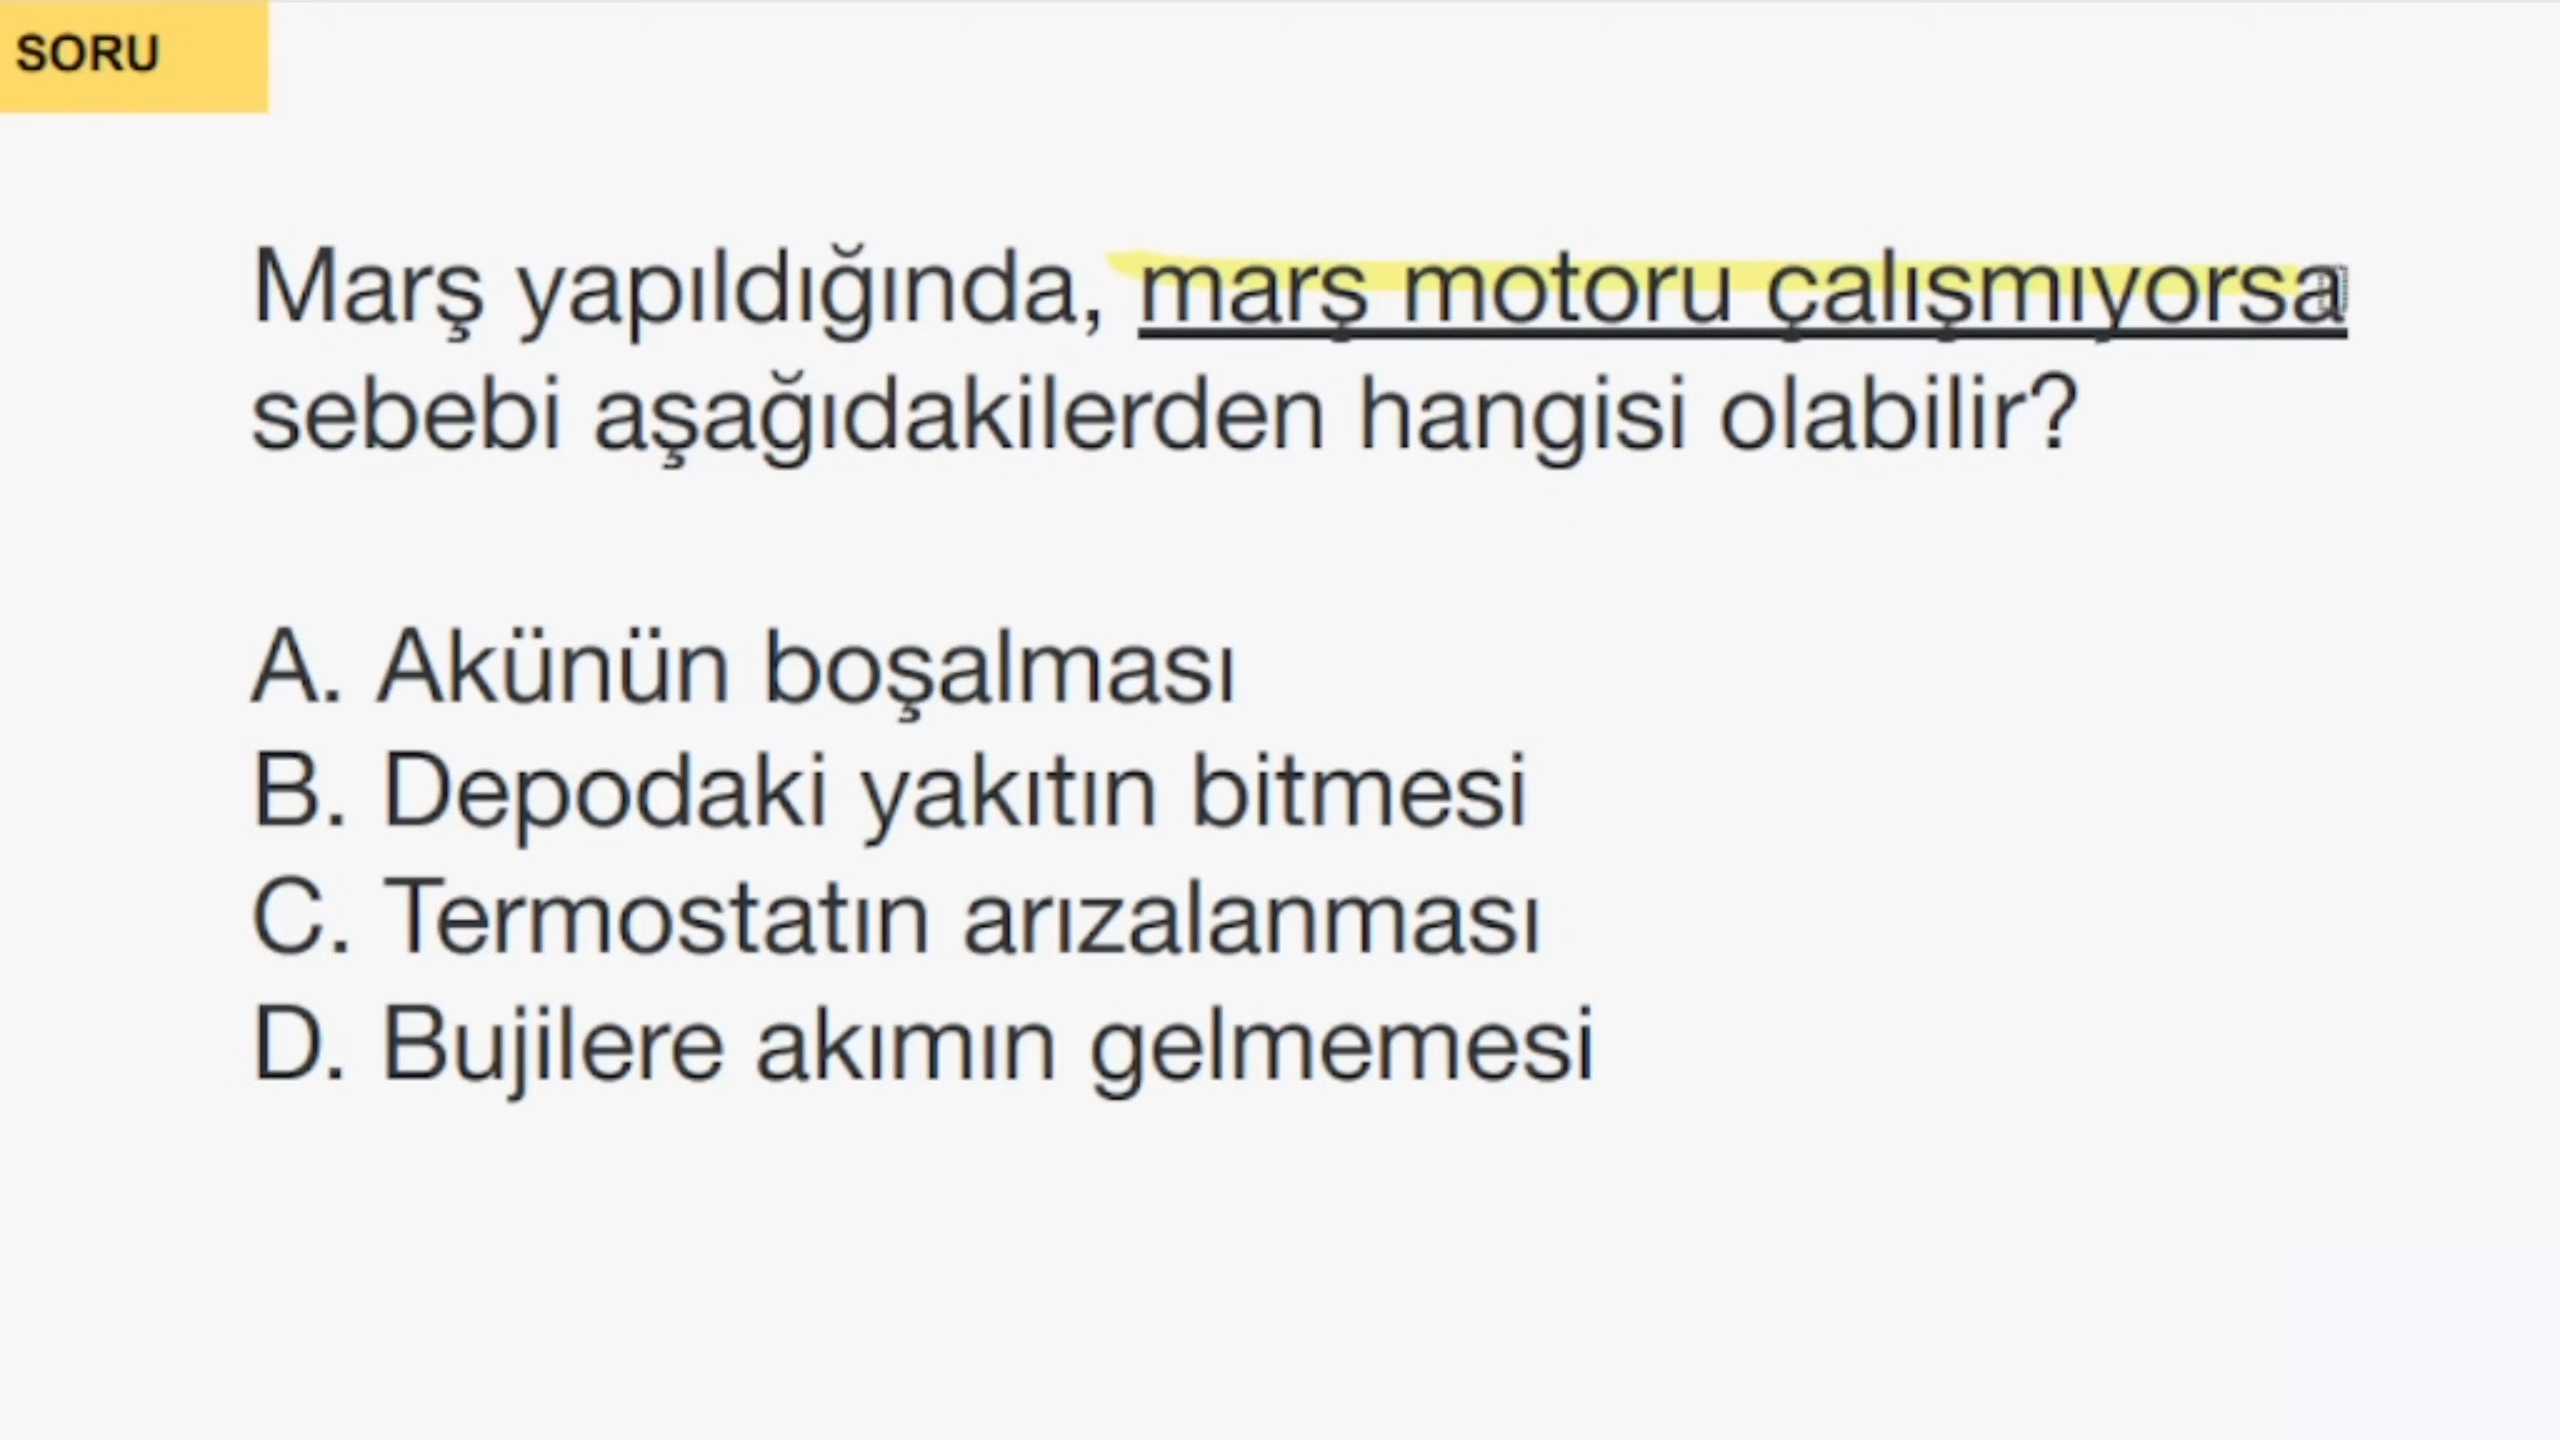 SORU
Marş yapıldığında, marş motoru çalışmıyorsa
sebebi aşağıdakilerden hangisi olabilir?
A. Akünün boşalması
B. Depodaki yakıtın bitmesi
C. Termostatın arızalanması
D. Bujilere akımın gelmemesi